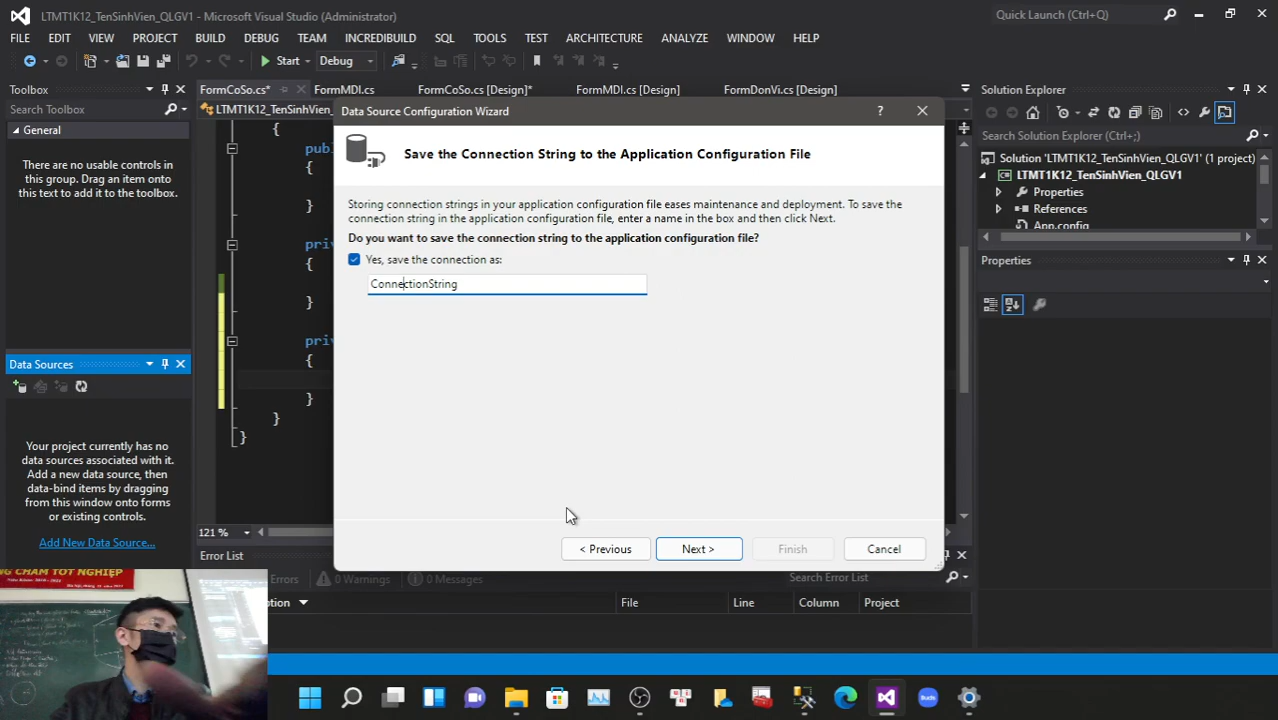 LTMT1K12_TenSinhVien_QLGV1 - Microsoft Visual Studio (Administrator)
Quick Launch (Ctrl+Q)
FILE EDIT VIEW PROJECT BUILD DEBUG TEAM INCREDIBUILD SQL TOOLS TEST ARCHITECTURE ANALYZE WINDOW HELP
Start Debug
Toolbox
FormCoSo.cs* FormMDI.cs FormCoSo.cs [Design]* FormMDI.cs [Design] FormDonVi.cs [Design]
Solution Explorer
Search Toolbox
LTMT1K12_TenSinhVien_
Data Source Configuration Wizard
?
General
There are no usable controls in
this group. Drag an item onto
this text to add it to the toolbox.
{
publ
{
}
priv
{
}
priv
{
}
}
}
Save the Connection String to the Application Configuration File
Storing connection strings in your application configuration file eases maintenance and deployment. To save the
connection string in the application configuration file, enter a name in the box and then click Next.
Do you want to save the connection string to the application configuration file?
Yes, save the connection as:
ConnectionString
< Previous Next > Finish Cancel
Search Solution Explorer (Ctrl+;)
Solution 'LTMT1K12_TenSinhVien_QLGV1' (1 project)
LTMT1K12_TenSinhVien_QLGV1
Properties
References
App.config
Properties
Data Sources
Your project currently has no
data sources associated with it.
Add a new data source, then
data-bind items by dragging
from this window onto forms
or existing controls.
Add New Data Source...
121 %
Error List
Errors 0 Warnings 0 Messages
Search Error List
ption File Line Column Project
CHẤM TỐT NGHIỆP